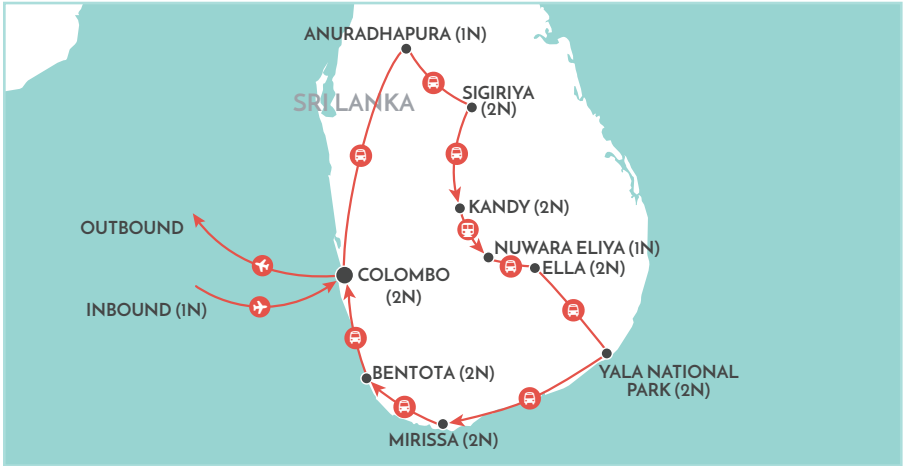 ANURADHAPURA (1N)
SRI LANKA
SIGIRIYA
(2N)
KANDY (2N)
OUTBOUND
NUWARA ELIYA (1N)
ELLA (2N)
COLOMBO
(2N)
INBOUND (1N)
YALA NATIONAL
PARK (2N)
BENTOTA (2N)
MIRISSA (2N)